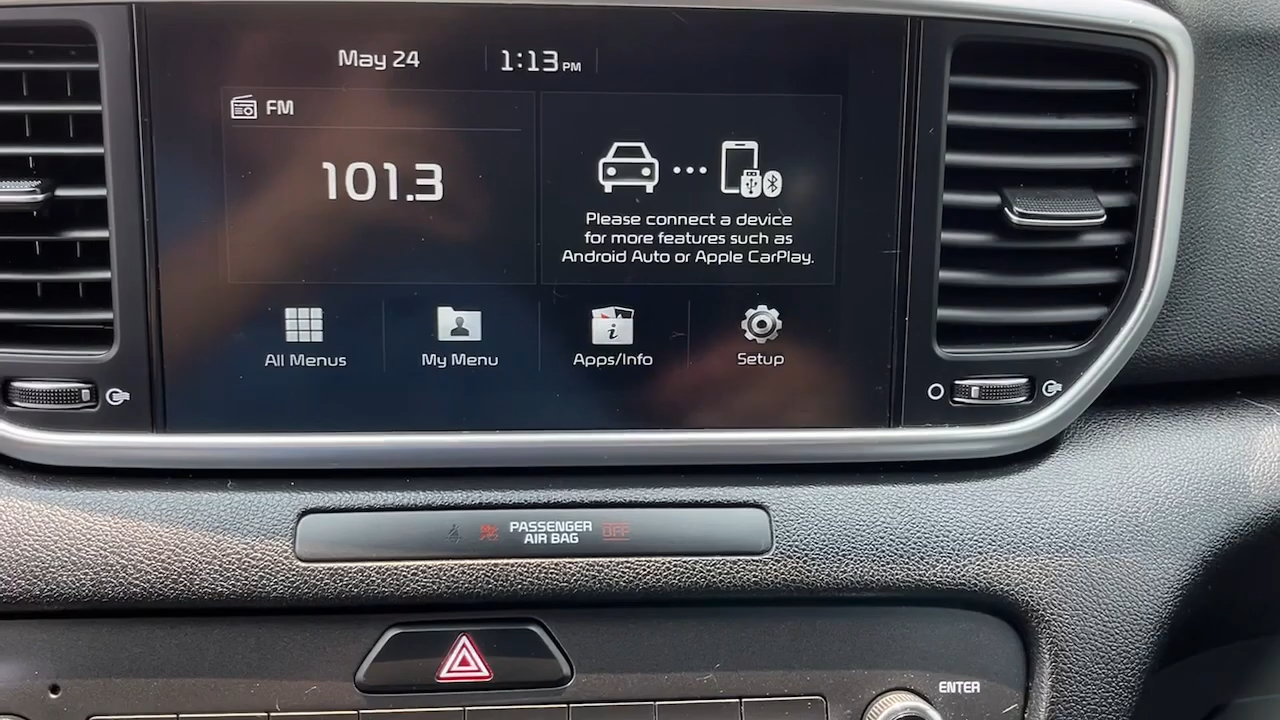 May 24
1:13 PM
FM
101.3
Please connect a device
for more features such as
Android Auto or Apple CarPlay.
All Menus
My Menu
Apps/Info
Setup
PASSENGER
AIR BAG
OFF
ENTER